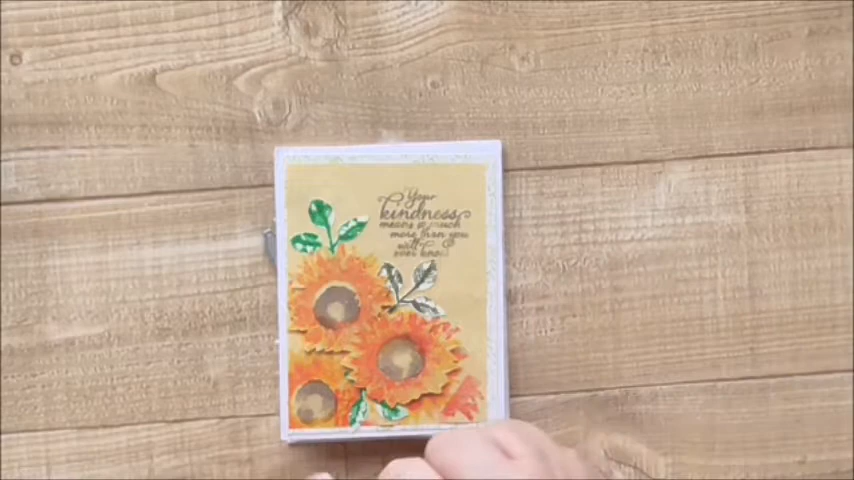 Your
kindness
means so much
more than you
will
ever know